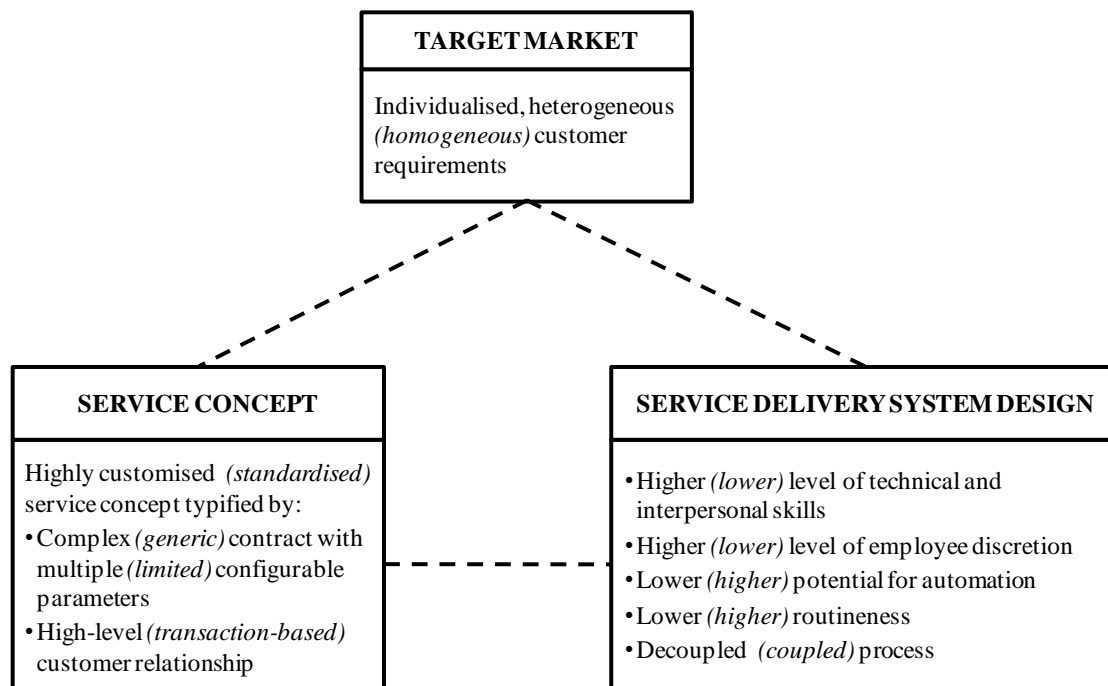 TARGET MARKET
Individualised, heterogeneous
(homogeneous) customer
requirements
SERVICE CONCEPT
Highly customised (standardised)
service concept typified by:
• Complex (generic) contract with
multiple (limited) configurable
parameters
• High-level (transaction-based)
customer relationship
SERVICE DELIVERY SYSTEM DESIGN
• Higher (lower) level of technical and
interpersonal skills
• Higher (lower) level of employee discretion
• Lower (higher) potential for automation
• Lower (higher) routineness
• Decoupled (coupled) process